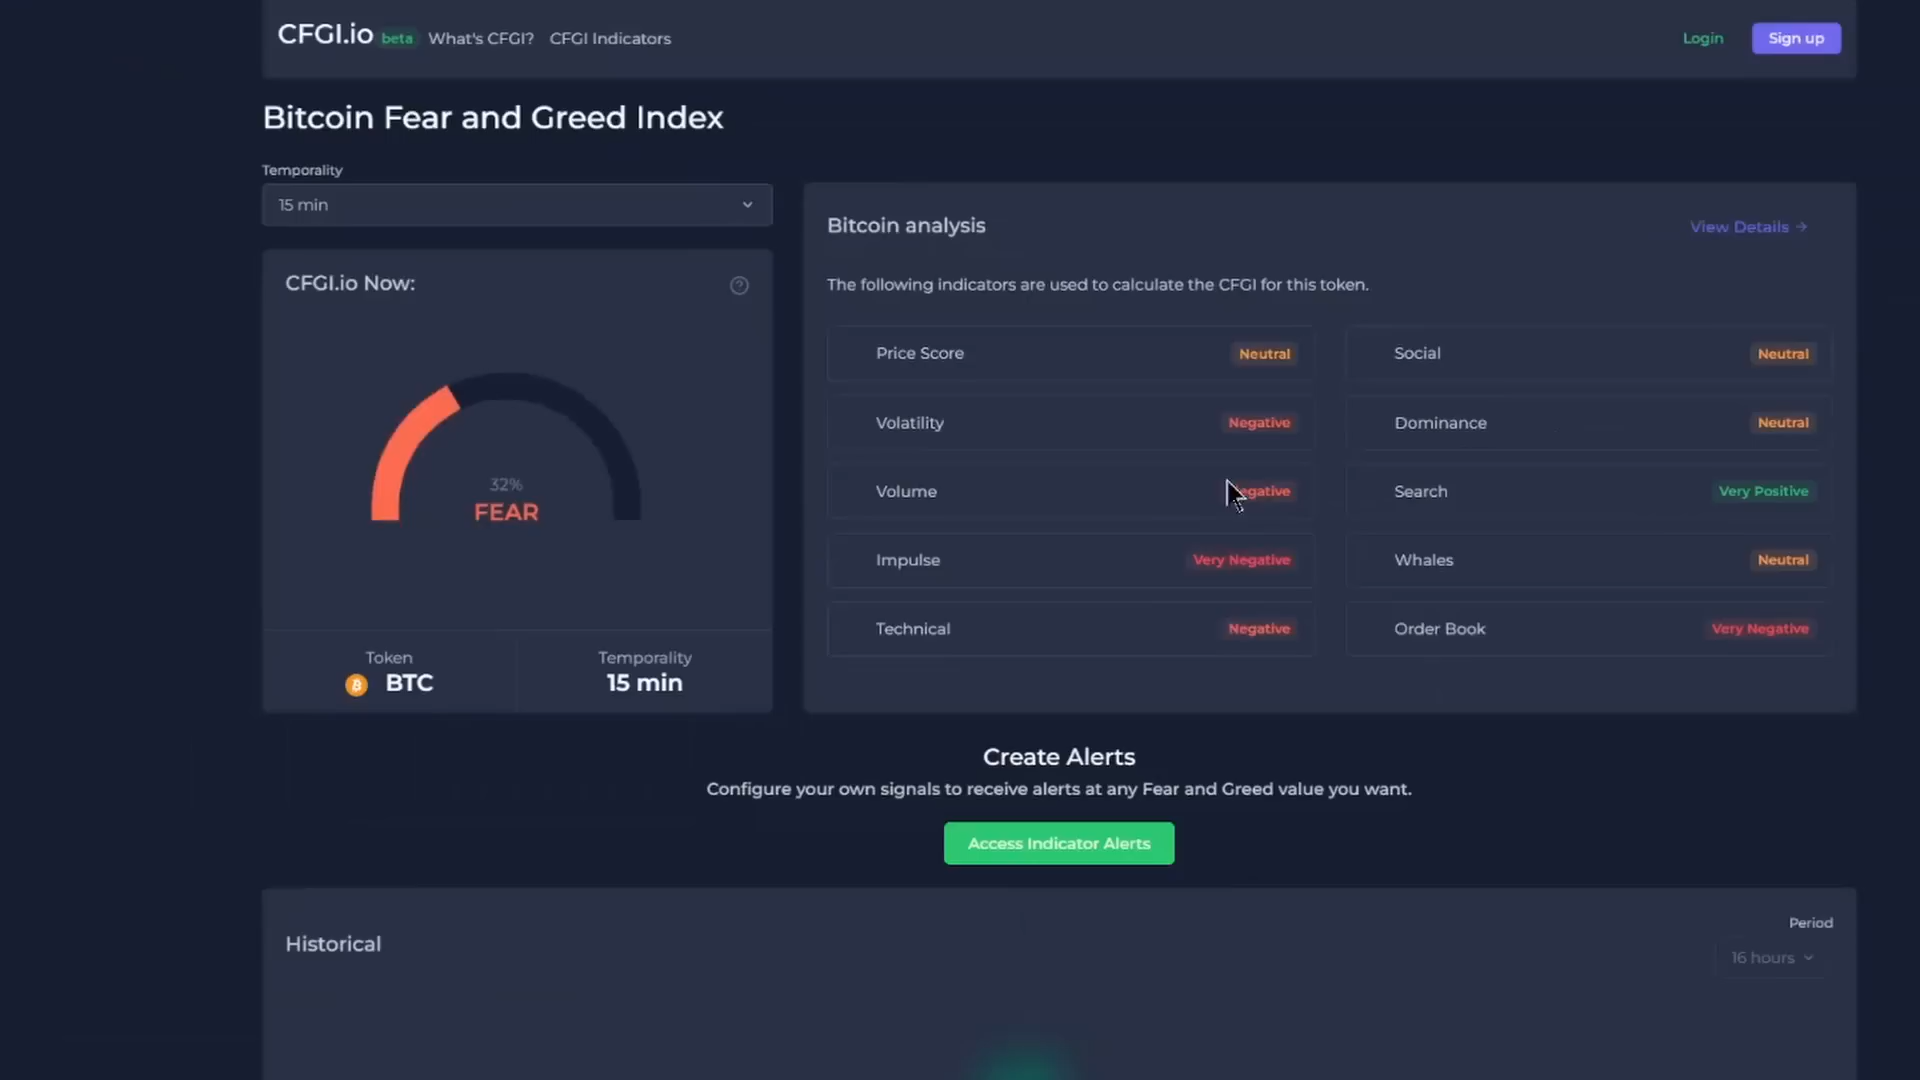 CFGI.io beta What's CFGI? CFGI Indicators Login Sign up
Bitcoin Fear and Greed Index
Temporality
15 min
Bitcoin analysis View Details →
CFGI.io Now:
The following indicators are used to calculate the CFGI for this token.
32%
FEAR
Price Score Neutral Social Neutral
Volatility Negative Dominance Neutral
Volume egative Search Very Positive
Impulse Very Negative Whales Neutral
Technical Negative Order Book Very Negative
Token Temporality
BTC 15 min
Create Alerts
Configure your own signals to receive alerts at any Fear and Greed value you want.
Access Indicator Alerts
Period
Historical
16 hours